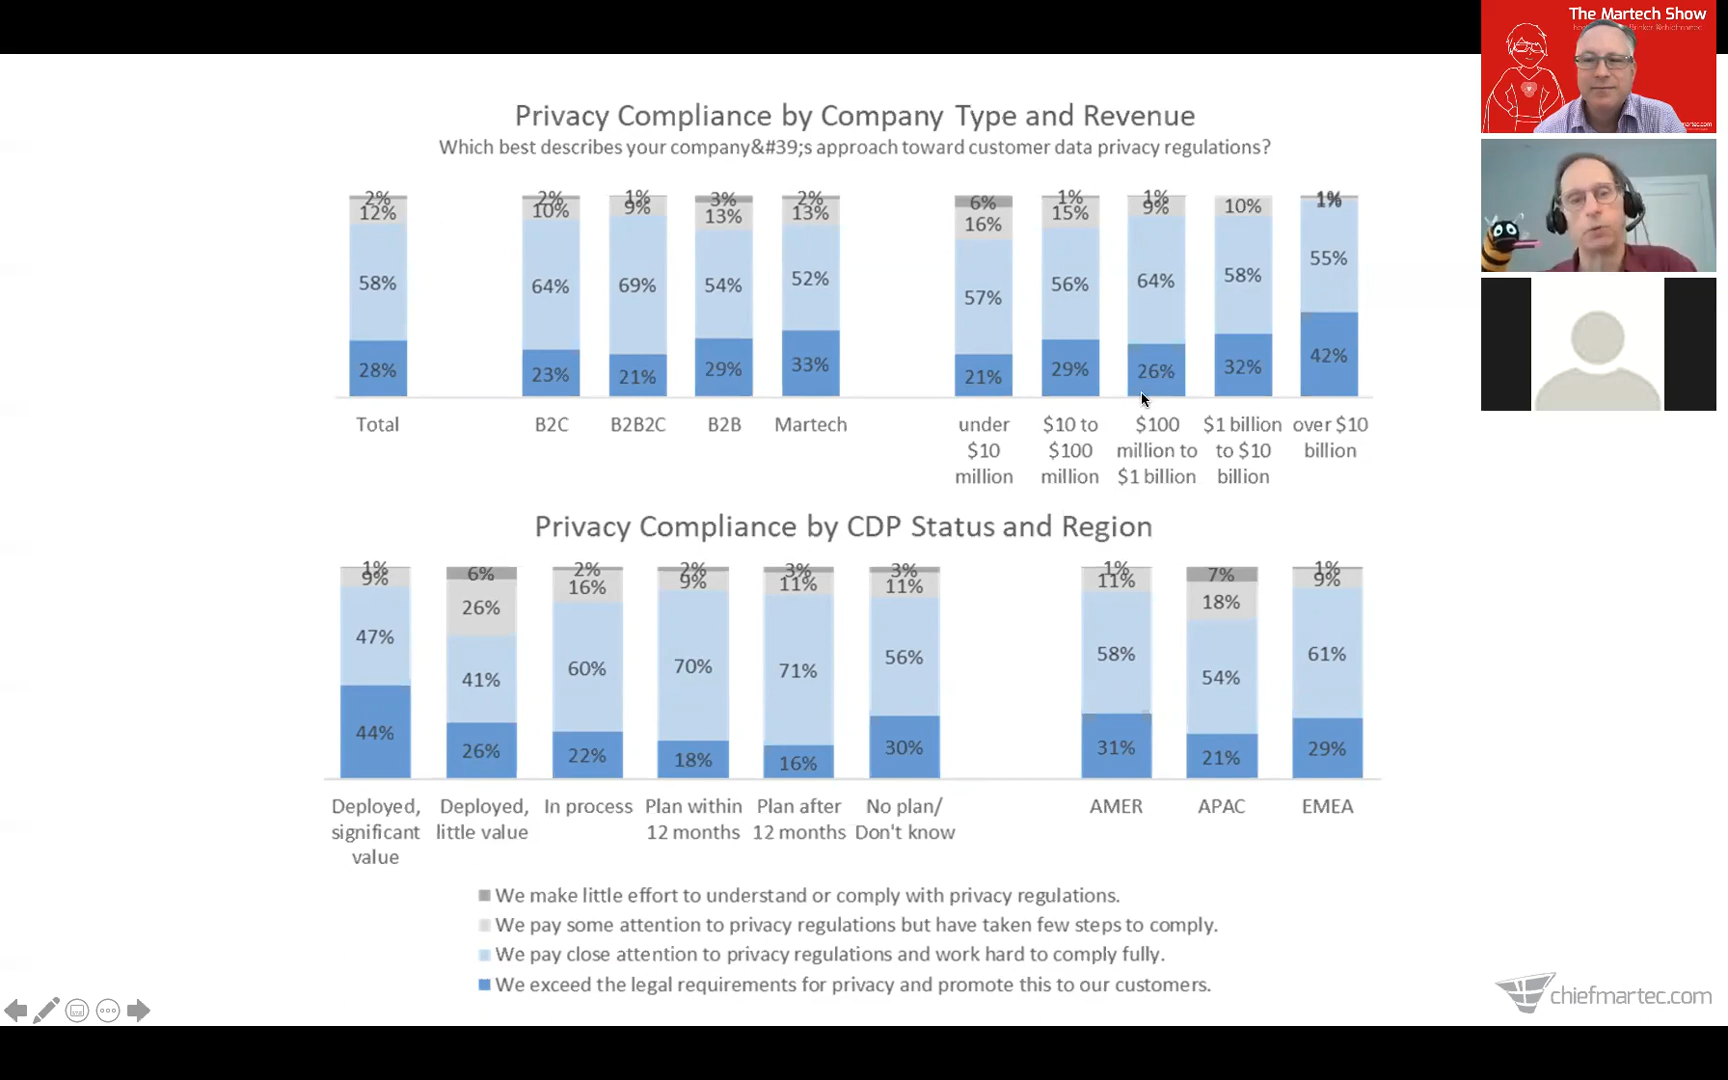 The Martech Show
Privacy Compliance by Company Type and Revenue
Which best describes your company&#39;s approach toward customer data privacy regulations?
2% 2% 1% 3% 2% 6% 1% 1% 1%
12% 10% 9% 13% 13% 16% 15% 9% 10% 1%
58% 64% 69% 54% 52% 57% 56% 64% 58% 55%
28% 23% 21% 29% 33% 21% 29% 26% 32% 42%
Total B2C B2B2C B2B Martech under $10 to $100 $1 billion over $10
$10 $100 million to to $10 billion
million million $1 billion billion
Privacy Compliance by CDP Status and Region
1% 6% 2% 2% 3% 3% 1% 7% 1%
9% 26% 16% 9% 11% 11% 11% 18% 9%
47% 41% 60% 70% 71% 56% 58% 54% 61%
44% 26% 22% 18% 16% 30% 31% 21% 29%
Deployed, Deployed, In process Plan within Plan after No plan/ AMER APAC EMEA
significant little value 12 months 12 months Don't know
value
We make little effort to understand or comply with privacy regulations.
We pay some attention to privacy regulations but have taken few steps to comply.
We pay close attention to privacy regulations and work hard to comply fully.
We exceed the legal requirements for privacy and promote this to our customers.
chiefmartec.com